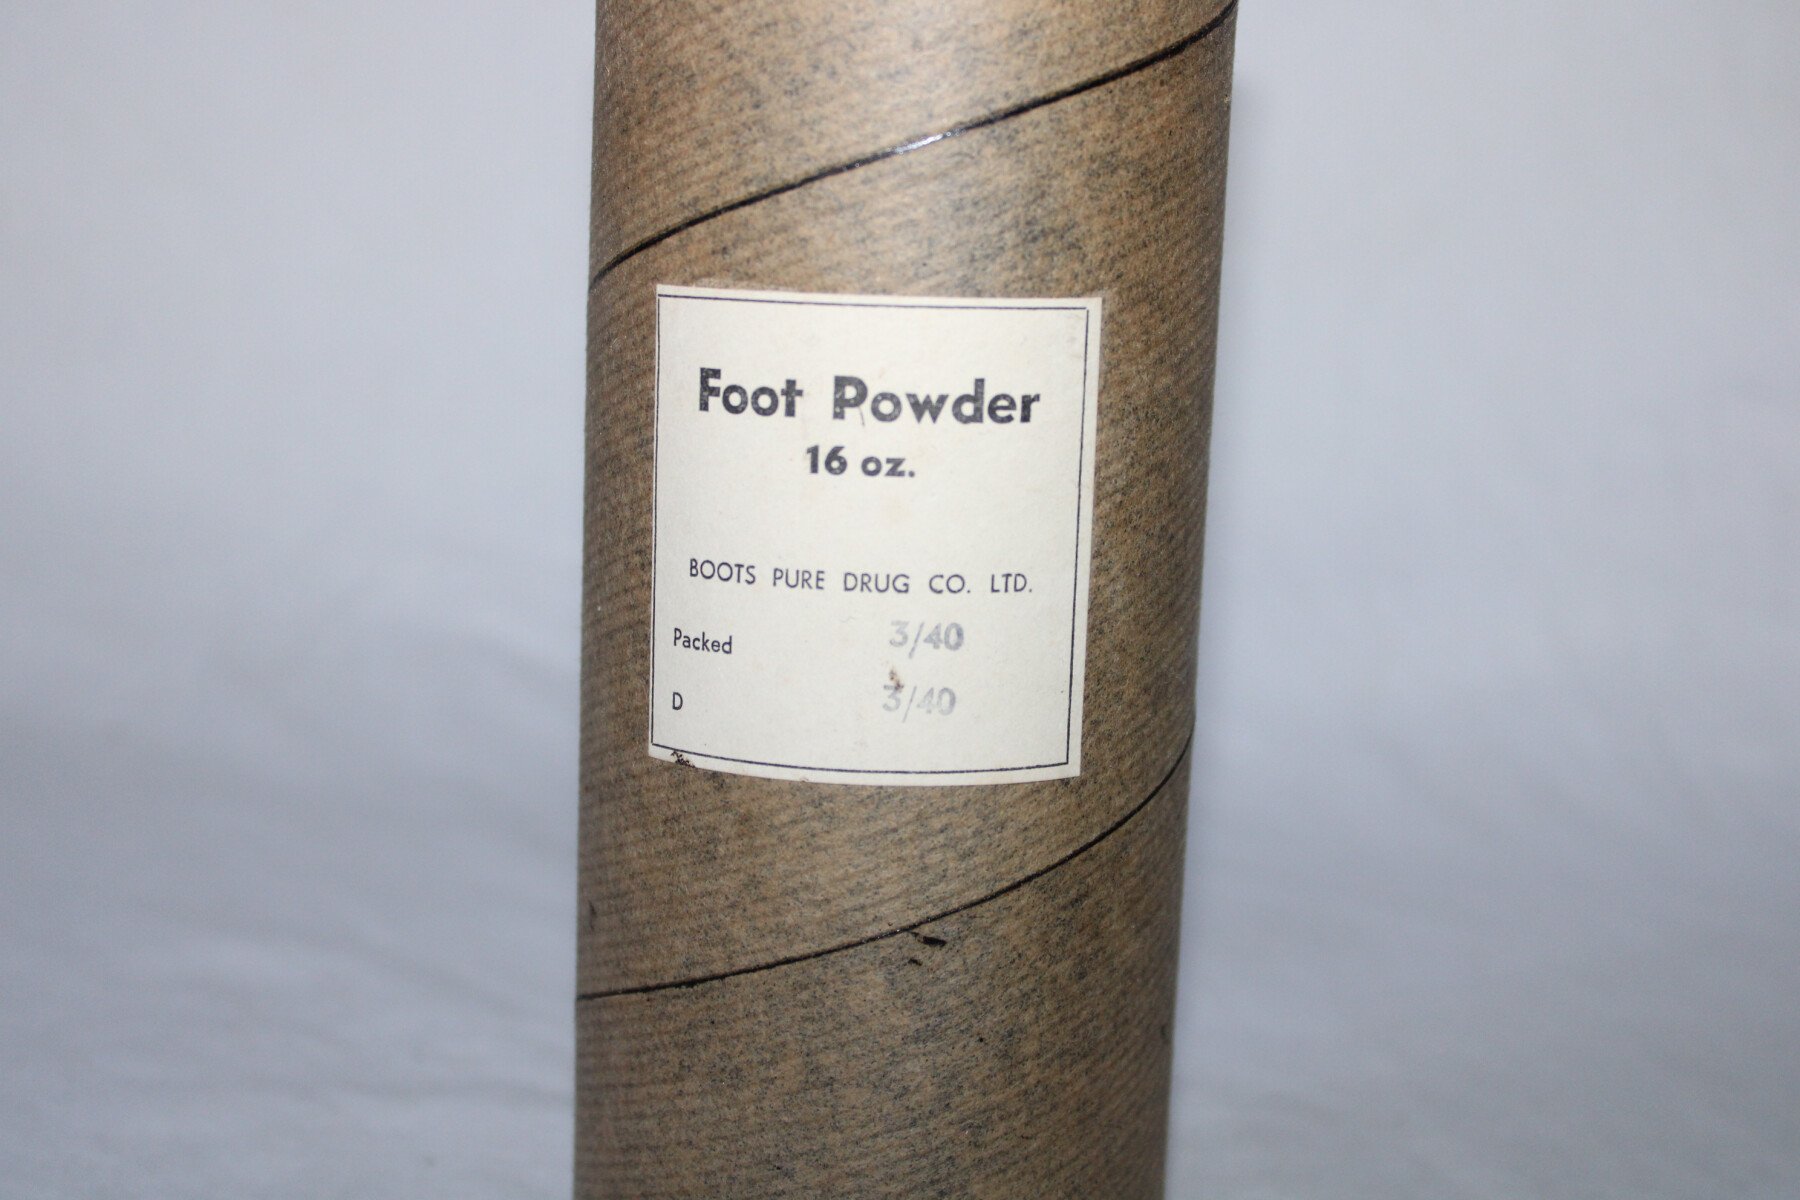 Foot Powder
16 oz.
BOOTS PURE DRUG CO. LTD.
Packed 3/40
D 3/40